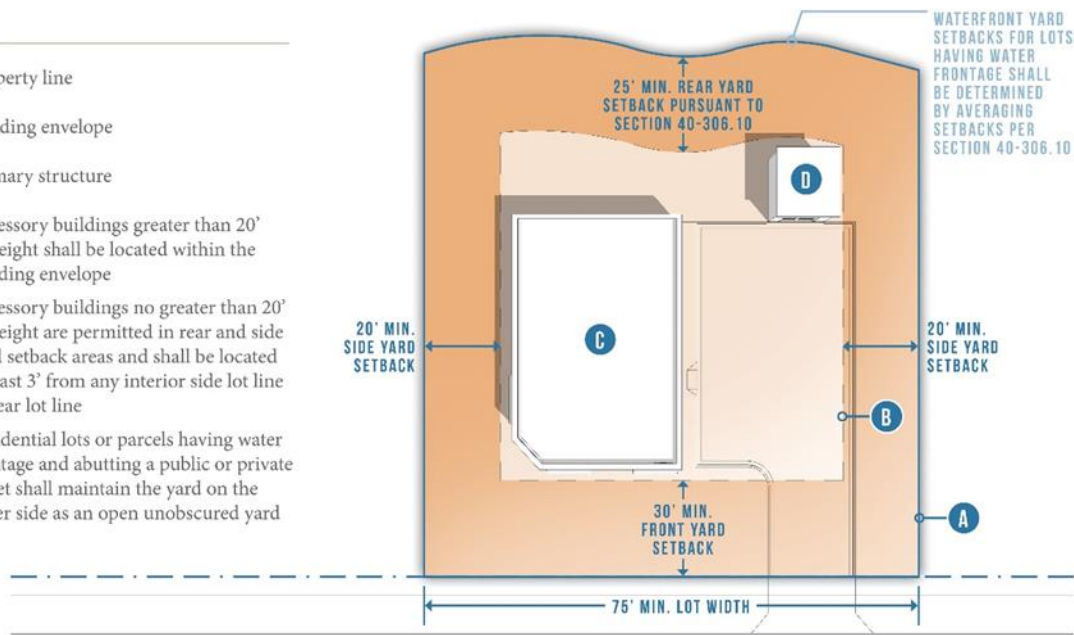 perty line
ding envelope
mary structure
essory buildings greater than 20’
eight shall be located within the
ding envelope
essory buildings no greater than 20’
eight are permitted in rear and side
d setback areas and shall be located
ast 3’ from any interior side lot line
ear lot line
idential lots or parcels having water
tage and abutting a public or private
et shall maintain the yard on the
er side as an open unobscured yard
WATERFRONT YARD
SETBACKS FOR LOTS
HAVING WATER
FRONTAGE SHALL
BE DETERMINED
BY AVERAGING
SETBACKS PER
SECTION 40-306.10
25' MIN. REAR YARD
SETBACK PURSUANT TO
SECTION 40-306.10
D
20' MIN.
SIDE YARD
SETBACK
C
20' MIN.
SIDE YARD
SETBACK
B
30' MIN.
FRONT YARD
SETBACK
A
75' MIN. LOT WIDTH